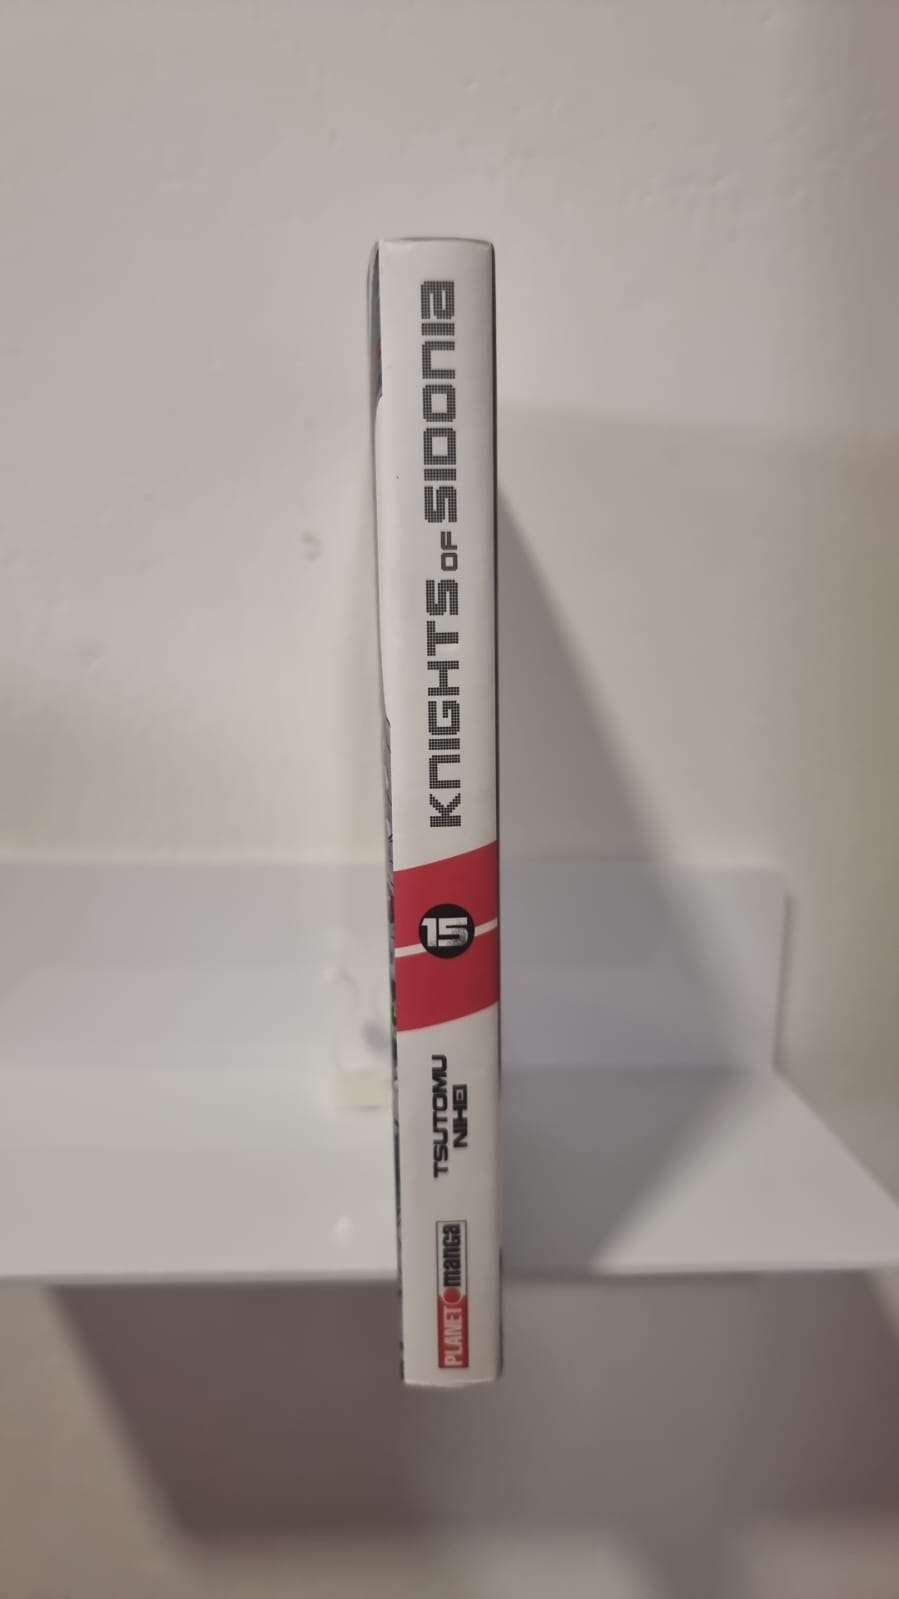 KNIGHTS OF SIDONIA
15
TSUTOMU
NIHEI
PLANET manga